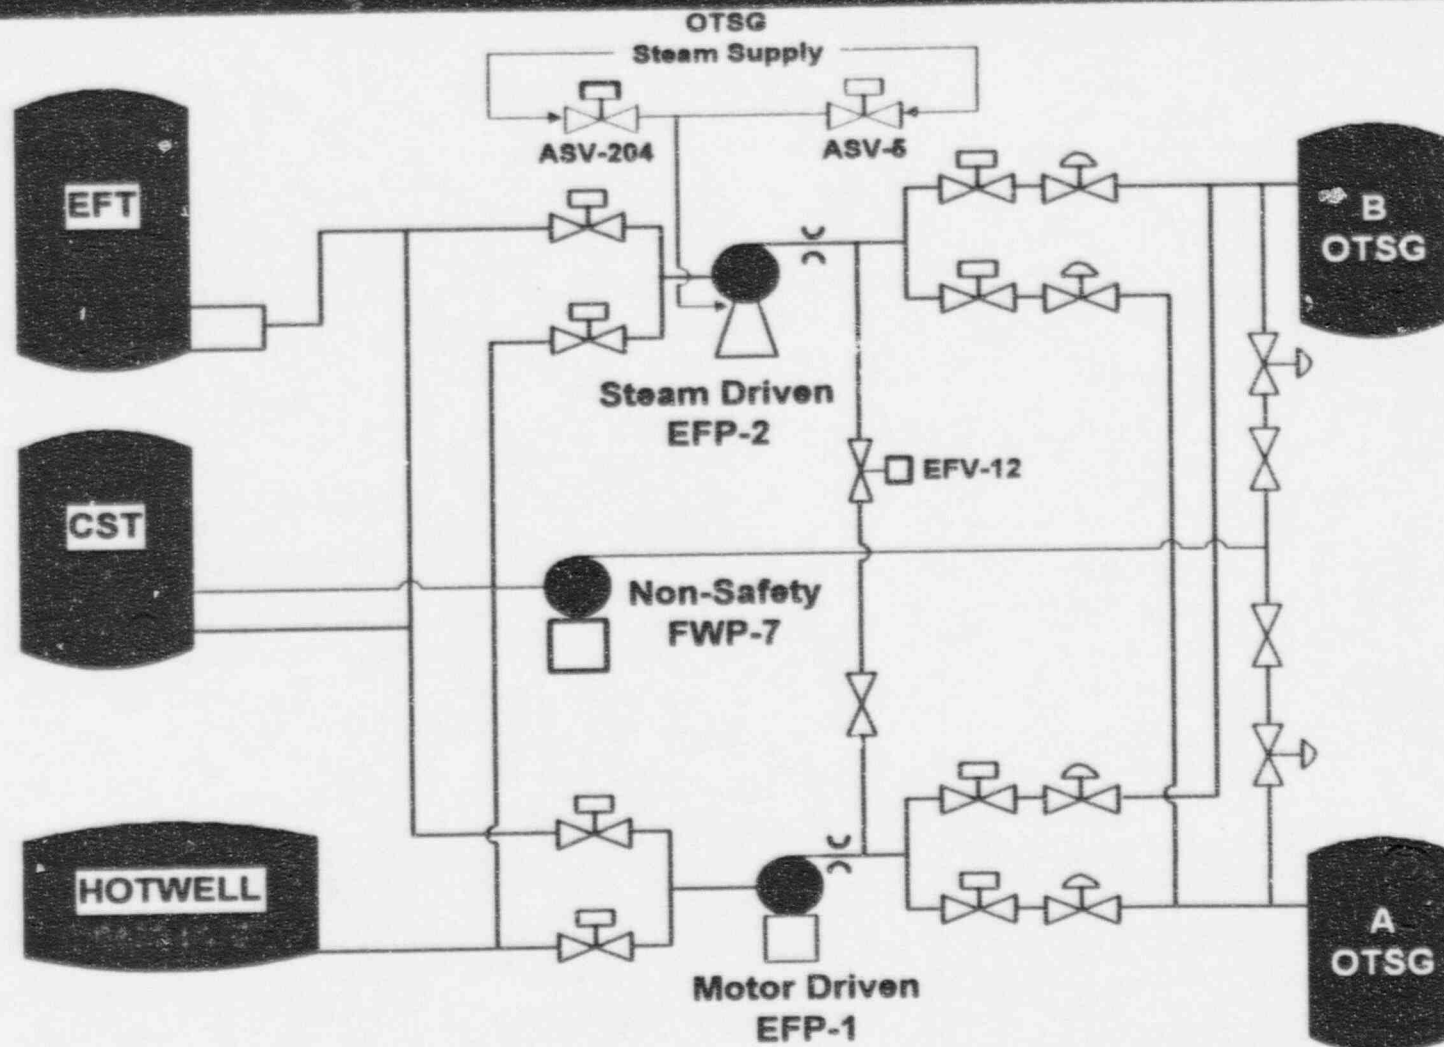 OTSG
Steam Supply
ASV-204
ASV-5
EFT
B
OTSG
Steam Driven
EFP-2
EFV-12
CST
Non-Safety
FWP-7
HOTWELL
A
OTSG
Motor Driven
EFP-1